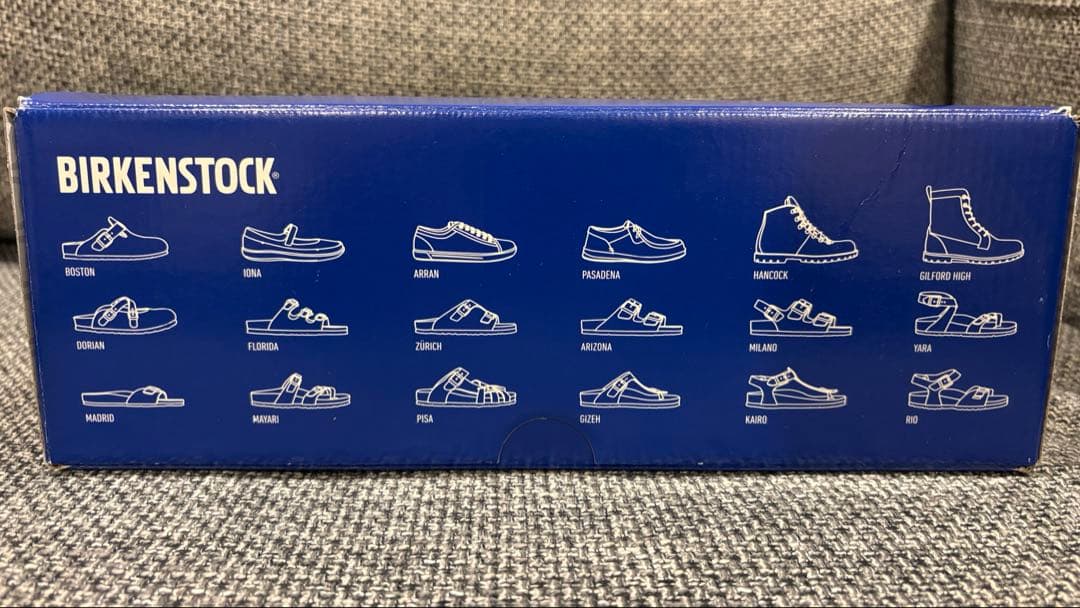 BIRKENSTOCK®
BOSTON IONA ARRAN PASADENA HANCOCK GILFORD HIGH
DORIAN FLORIDA ZÜRICH ARIZONA MILANO YARA
MADRID MAYARI PISA GIZEH KAIRO RIO